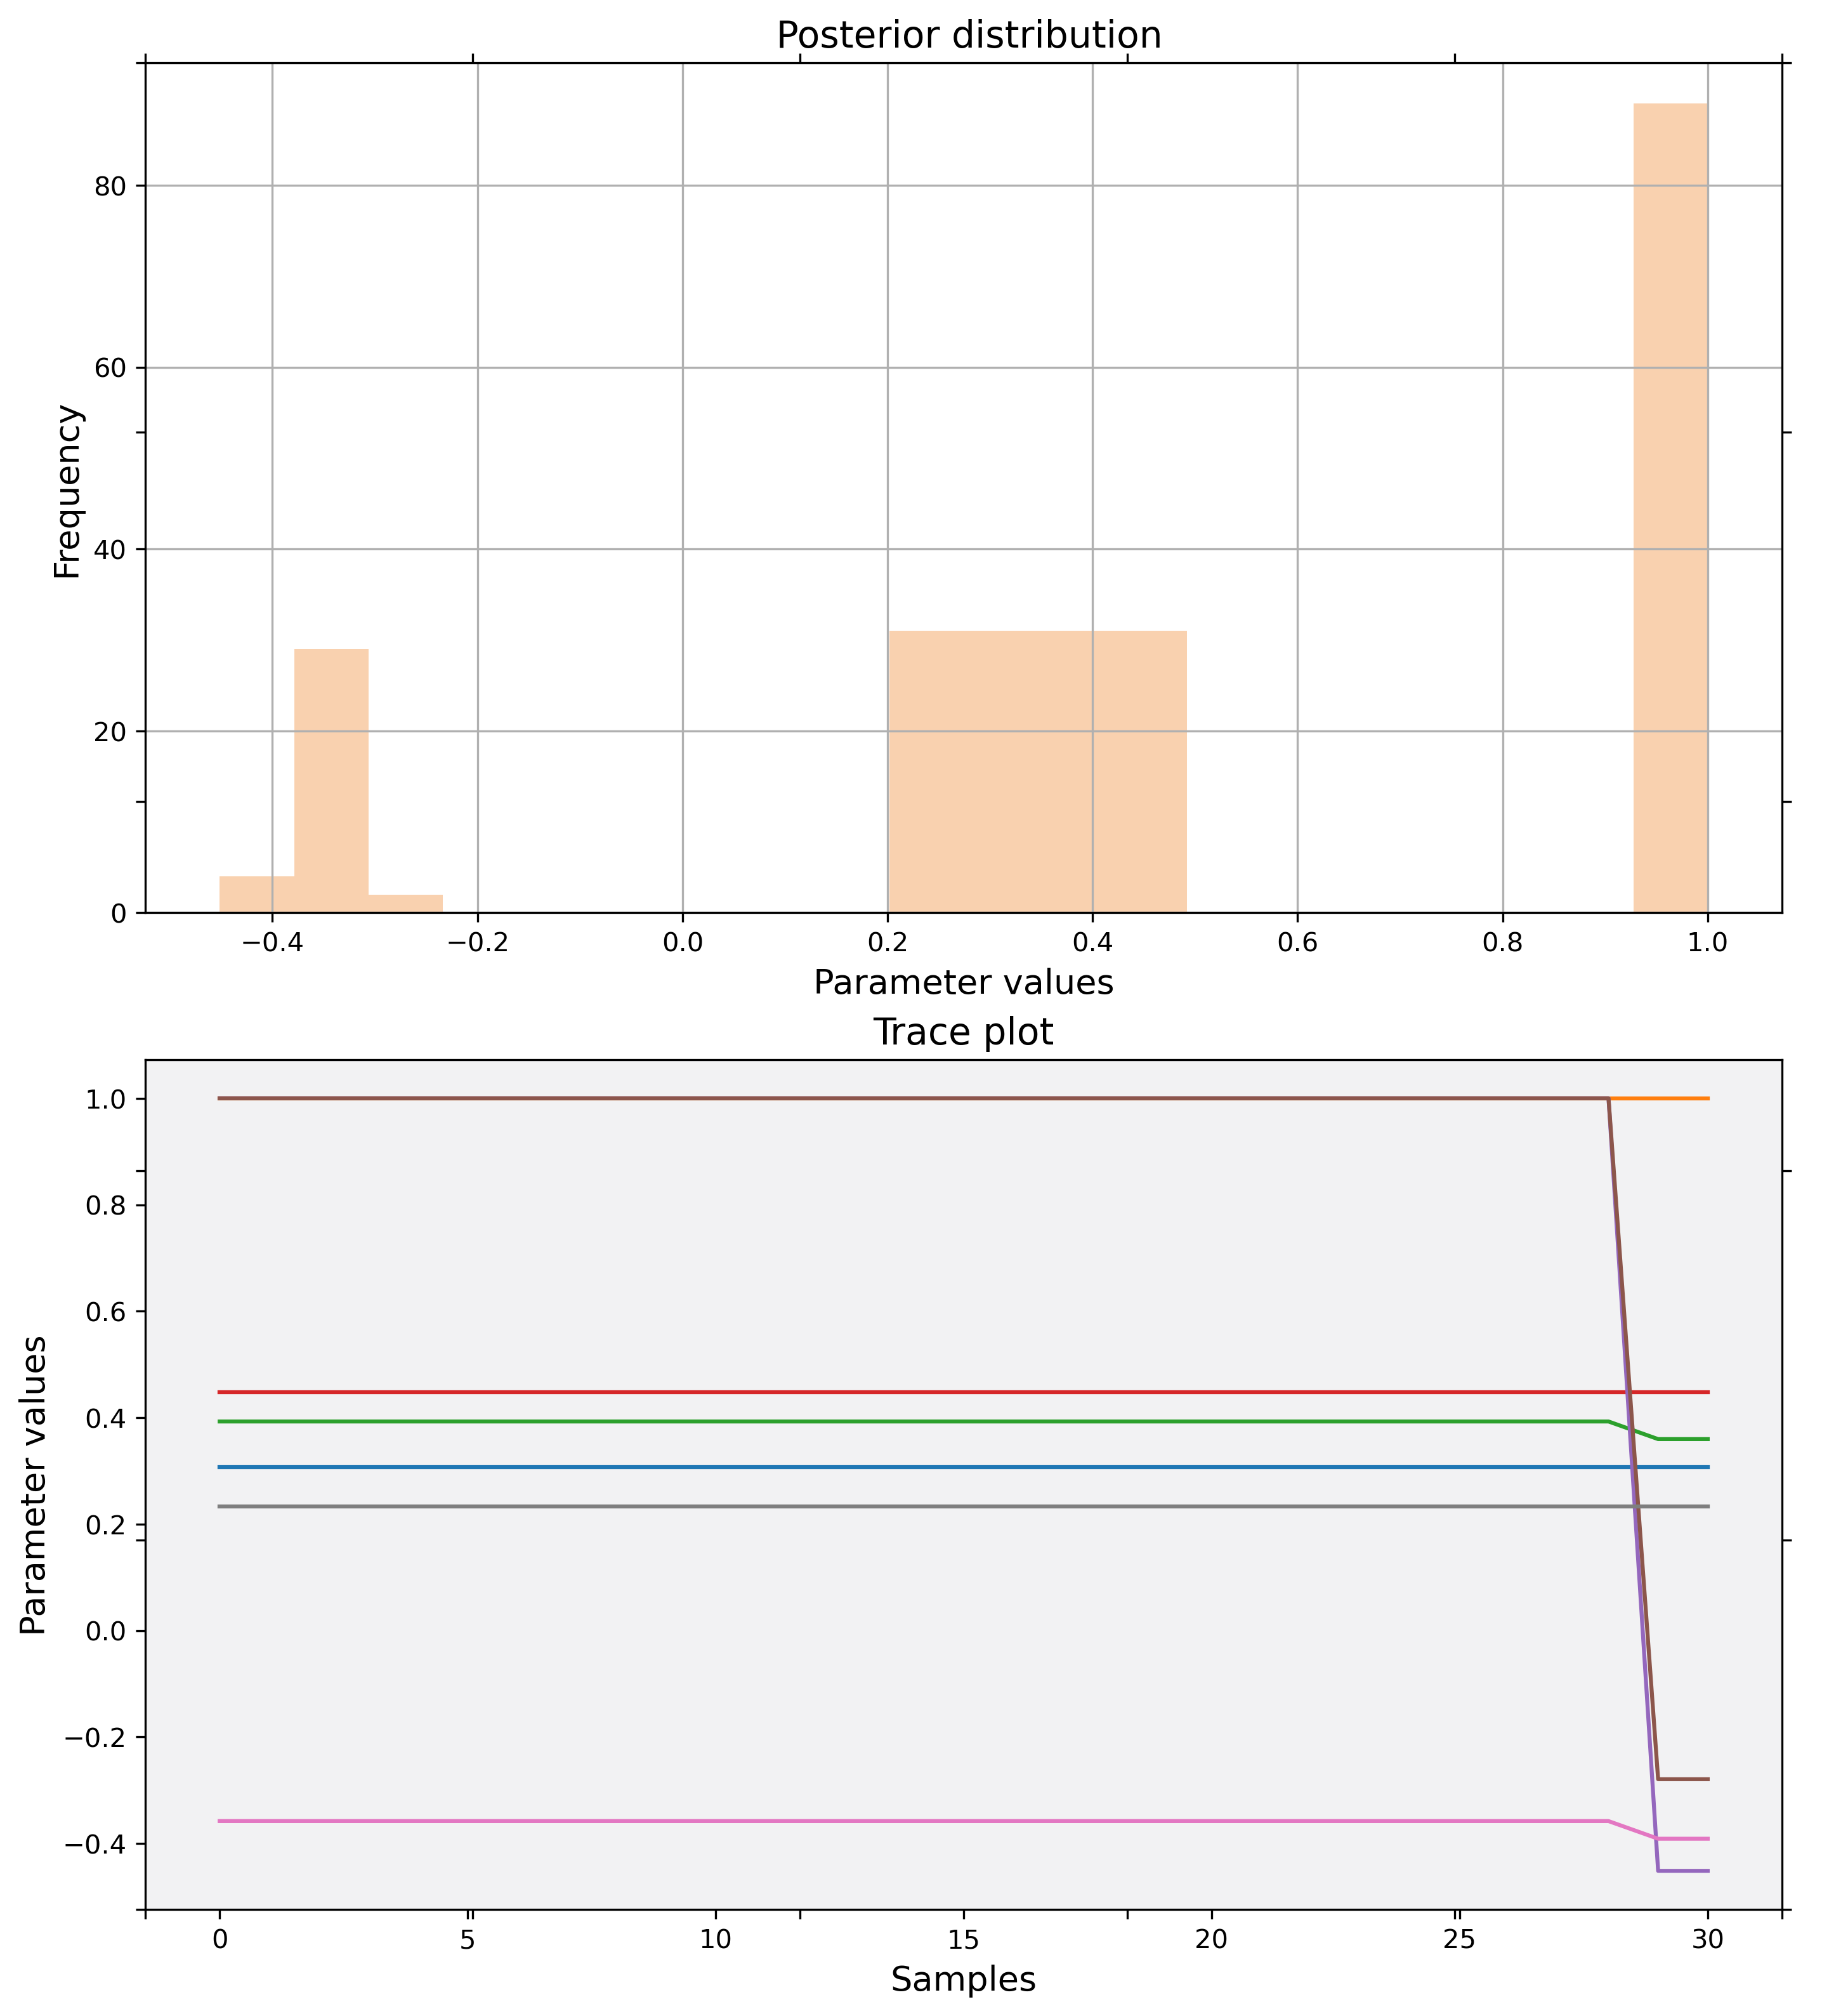 Posterior distribution
Frequency
80
60
40
20
0
−0.4 −0.2 0.0 0.2 0.4 0.6 0.8 1.0
Parameter values
Trace plot
Parameter values
1.0
0.8
0.6
0.4
0.2
0.0
−0.2
−0.4
0 5 10 15 20 25 30
Samples